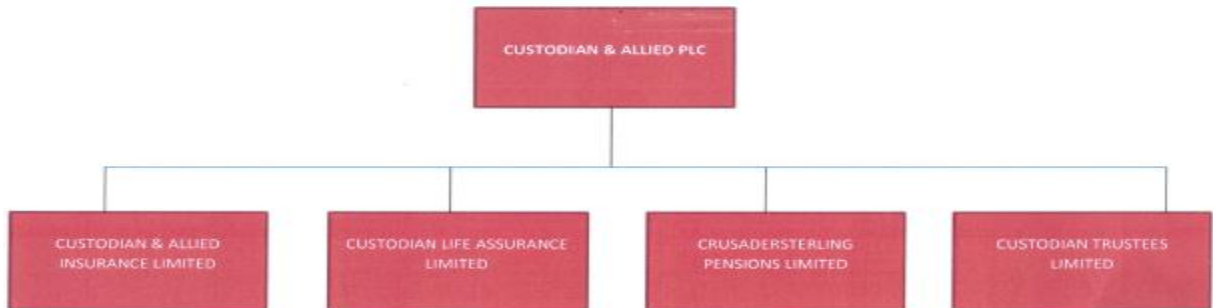 CUSTODIAN & ALLIED PLC
CUSTODIAN & ALLIED
INSURANCE LIMITED
CUSTODIAN LIFE ASSURANCE
LIMITED
CRUSADERSTERLING
PENSIONS LIMITED
CUSTODIAN TRUSTEES
LIMITED